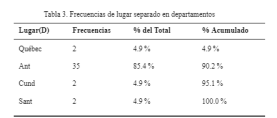 Tabla 3. Frecuencias de lugar separado en departamentos
Lugar(D) Frecuencias % del Total % Acumulado
Québec 2 4.9 % 4.9 %
Ant 35 85.4 % 90.2 %
Cund 2 4.9 % 95.1 %
Sant 2 4.9 % 100.0 %